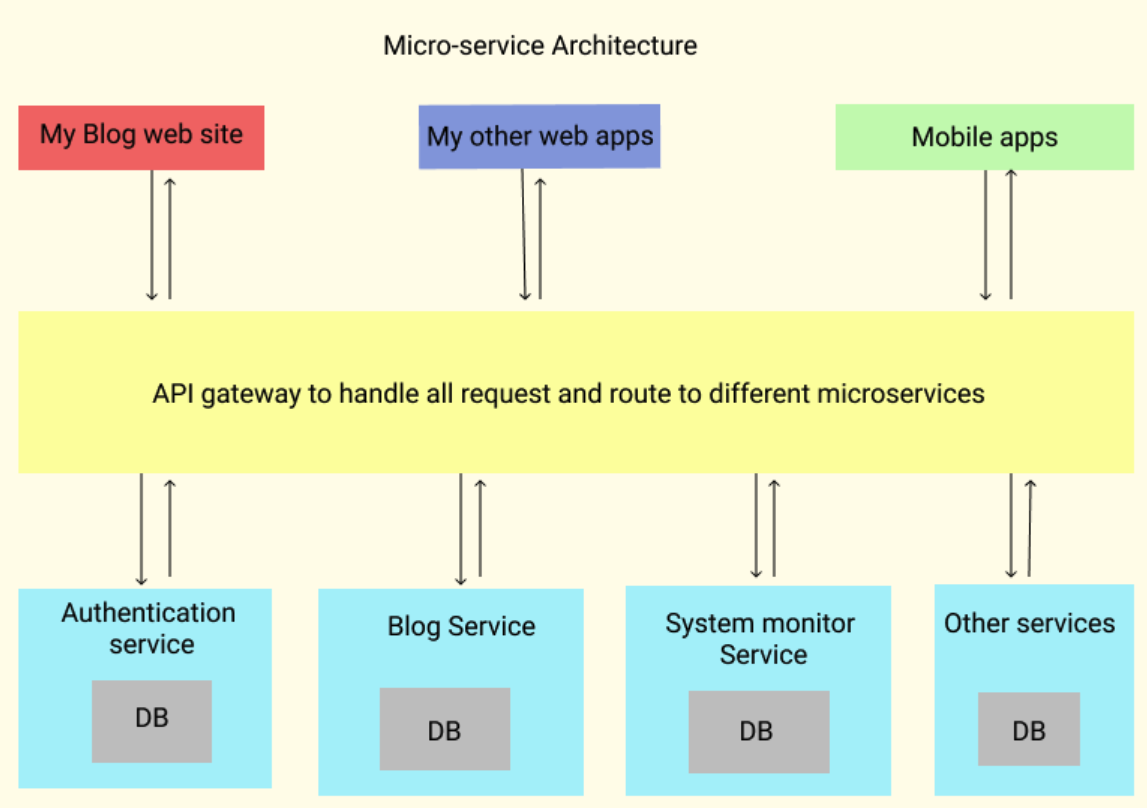 Micro-service Architecture
My Blog web site
My other web apps
Mobile apps
API gateway to handle all request and route to different microservices
Authentication
service
DB
Blog Service
DB
System monitor
Service
DB
Other services
DB